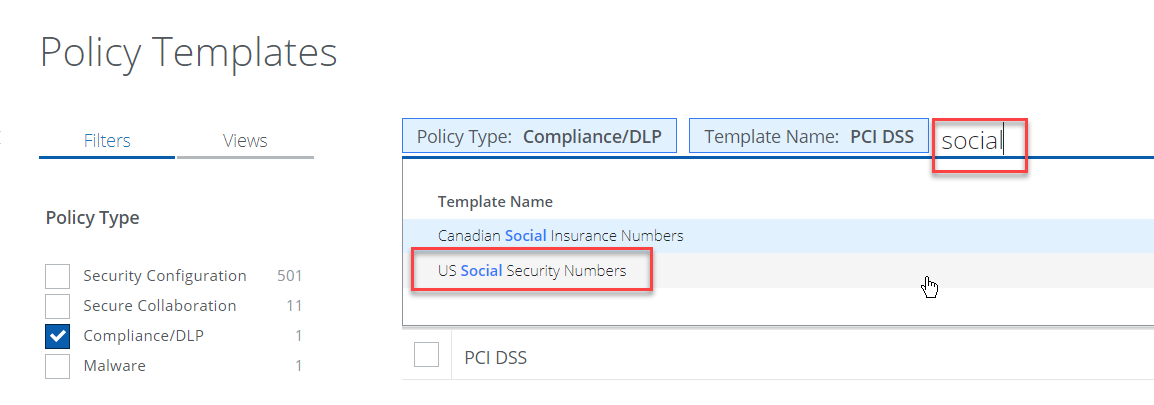 Policy Templates
Filters
Views
Policy Type
Security Configuration 501
Secure Collaboration 11
Compliance/DLP 1
Malware 1
Policy Type: Compliance/DLP
Template Name: PCI DSS
social
Template Name
Canadian Social Insurance Numbers
US Social Security Numbers
PCI DSS